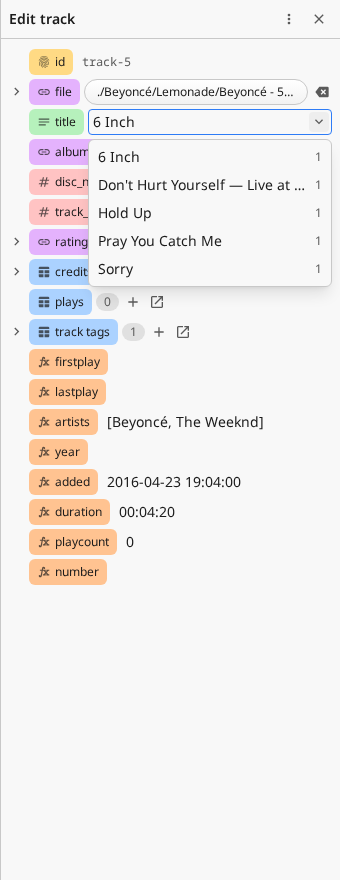 Edit track
id track-5
file ./Beyoncé/Lemonade/Beyoncé - 5...
title 6 Inch
album
6 Inch 1
Don't Hurt Yourself — Live at ... 1
disc_n
Hold Up 1
track_
Pray You Catch Me 1
rating
Sorry 1
credit
plays 0
track tags 1
firstplay
lastplay
artists [Beyoncé, The Weeknd]
year
added 2016-04-23 19:04:00
duration 00:04:20
playcount 0
number